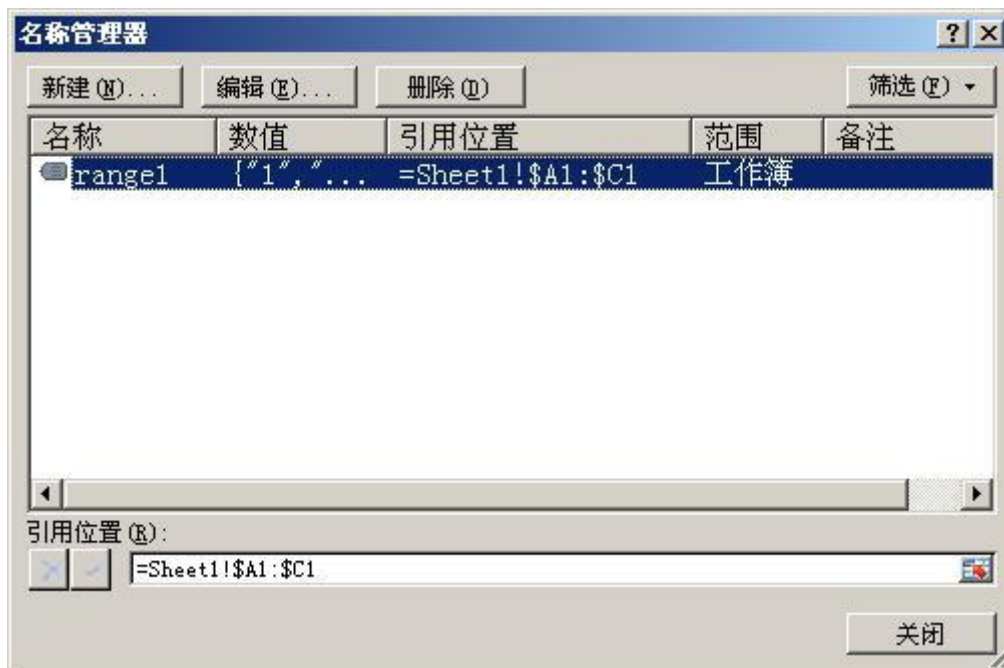 名称管理器
新建(N)... 编辑(E)... 删除(D) 筛选(F)
名称 数值 引用位置 范围 备注
range1 {"1","... =Sheet1!$A1:$C1 工作簿
引用位置(R):
=Sheet1!$A1:$C1
关闭